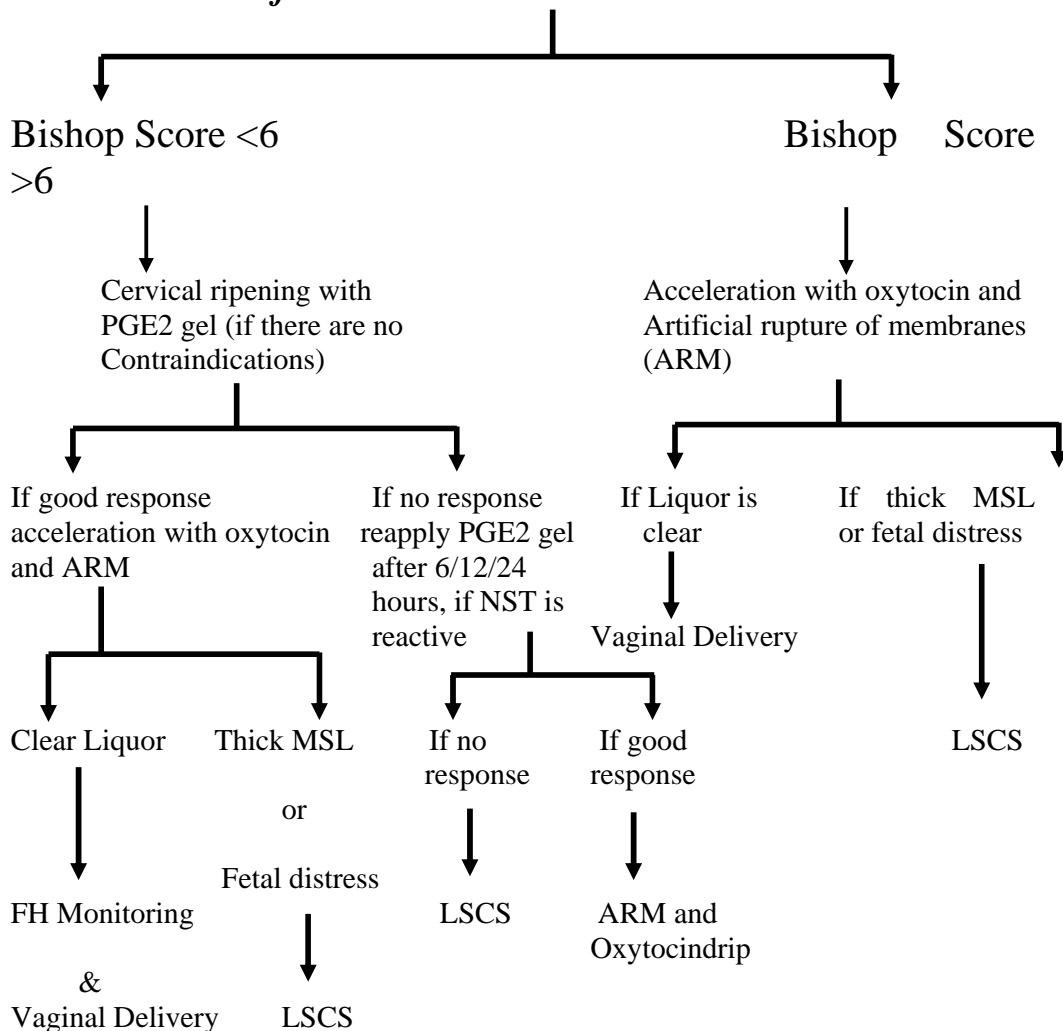 Bishop Score <6
Bishop Score
>6
Cervical ripening with
PGE2 gel (if there are no
Contraindications)
Acceleration with oxytocin and
Artificial rupture of membranes
(ARM)
If good response
acceleration with oxytocin
and ARM
If no response
reapply PGE2 gel
after 6/12/24
hours, if NST is
reactive
If Liquor is
clear
If thick MSL
or fetal distress
Vaginal Delivery
Clear Liquor
Thick MSL
or
Fetal distress
If no
response
If good
response
LSCS
FH Monitoring
&
Vaginal Delivery
LSCS
LSCS
ARM and
Oxytocindrip